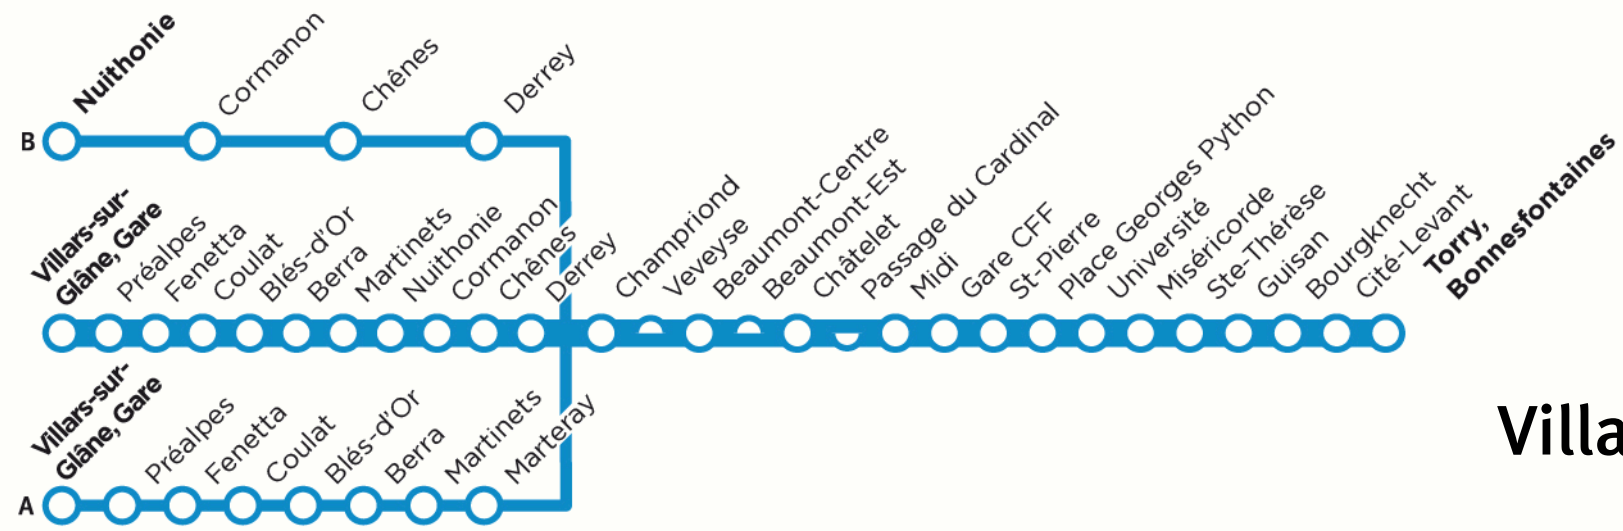 B
Nuithonie
Cormanon
Chênes
Derrey
Villars-sur-
Glâne, Gare
Préalpes
Fenetta
Coulat
Blés-d'Or
Berra
Martinets
Nuithonie
Cormanon
Chênes
Derrey
Champriond
Veveyse
Beaumont-Centre
Beaumont-Est
Châtelet
Passage du Cardinal
Midi
Gare CFF
St-Pierre
Place Georges Python
Université
Miséricorde
Ste-Thérèse
Guisan
Bourgknecht
Cité-Levant
Torry,
Bonnesfontaines
A
Villars-sur-
Glâne, Gare
Préalpes
Fenetta
Coulat
Blés-d'Or
Berra
Martinets
Marteray
Villa